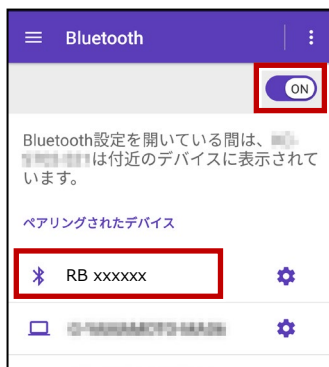 Bluetooth
ON
Bluetooth設定を開いている間は、
は付近のデバイスに表示されて
います。
ペアリングされたデバイス
RB xxxxxx